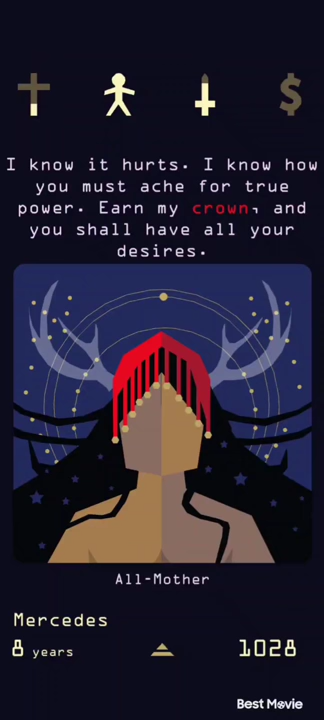 I know it hurts. I know how
you must ache for true
power. Earn my crown, and
you shall have all your
desires.
All-Mother
Mercedes
8 years
1028
Best Movie